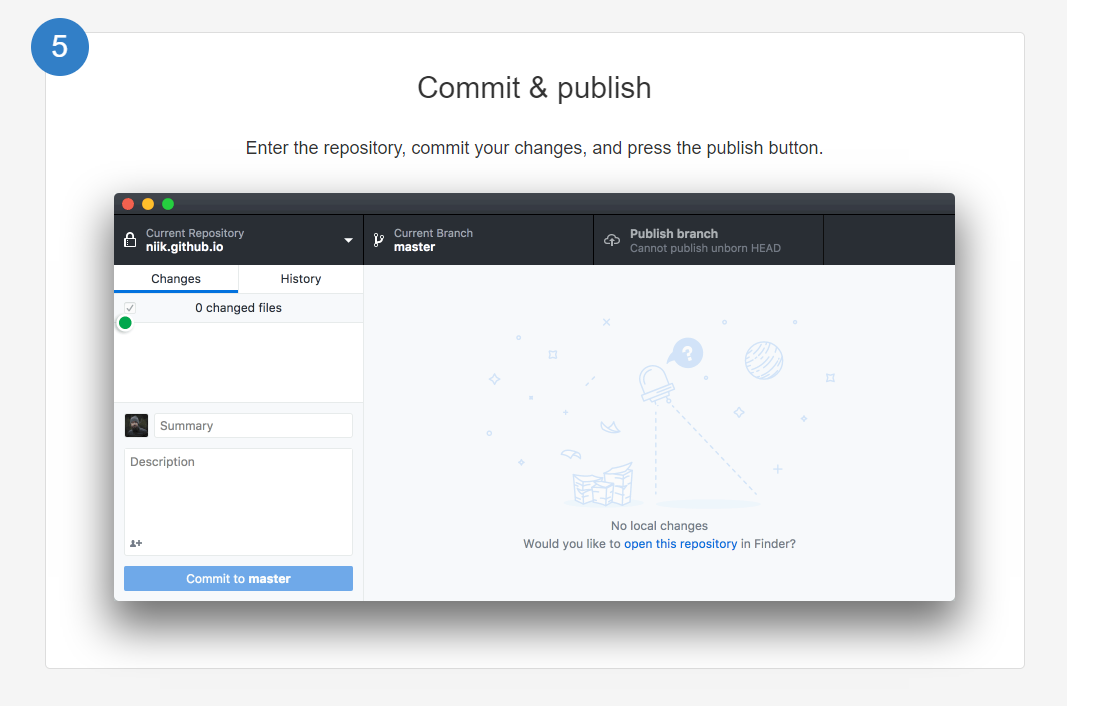 5
Commit & publish
Enter the repository, commit your changes, and press the publish button.
Current Repository
niik.github.io
Current Branch
master
Publish branch
Cannot publish unborn HEAD
Changes
History
0 changed files
Summary
Description
Commit to master
?
No local changes
Would you like to open this repository in Finder?